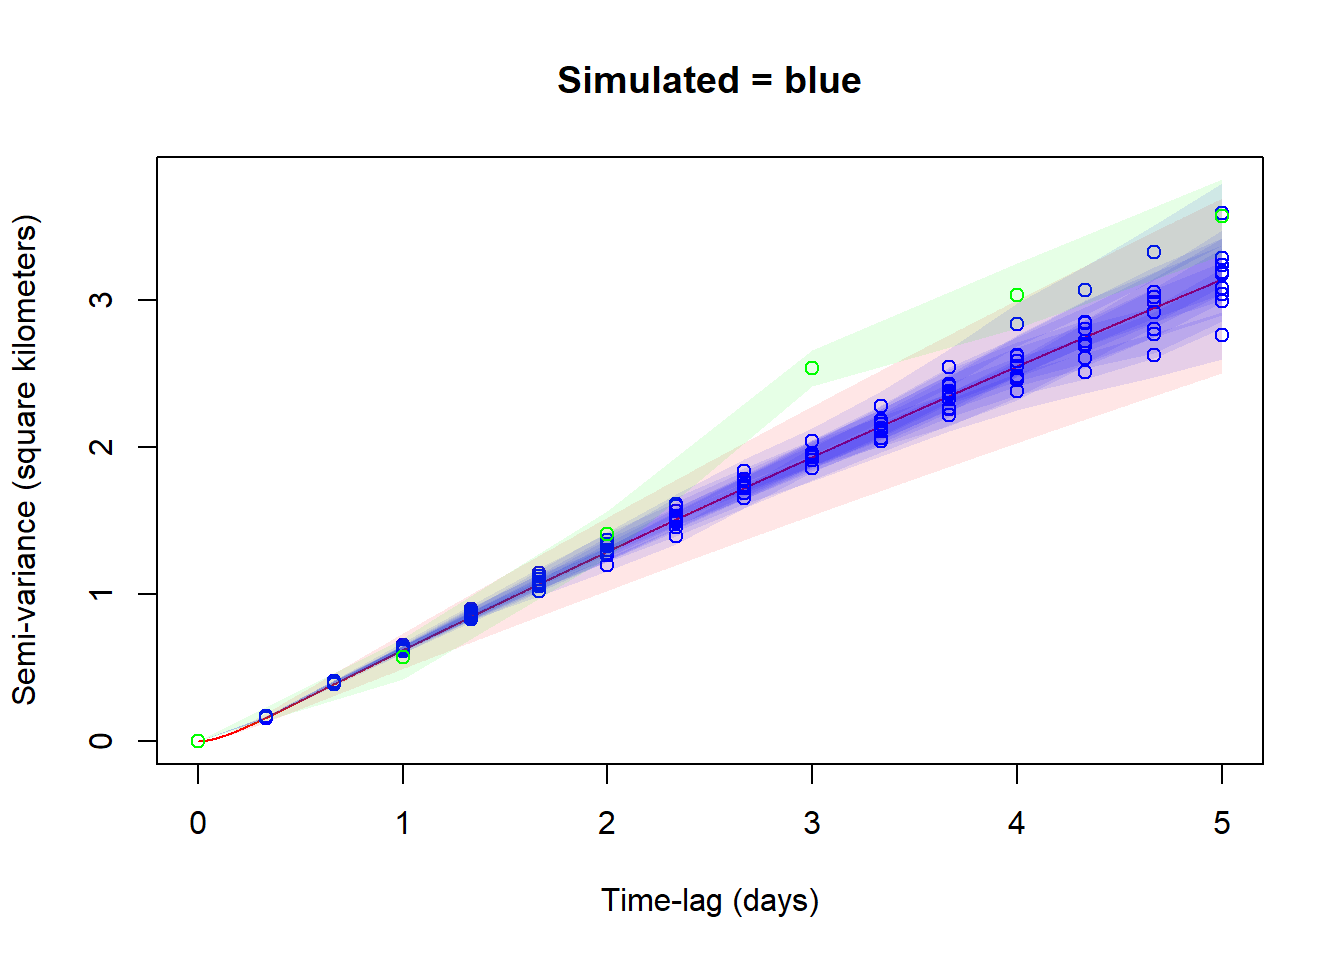 Simulated = blue
Semi-variance (square kilometers)
3
2
1
0
0 1 2 3 4 5
Time-lag (days)